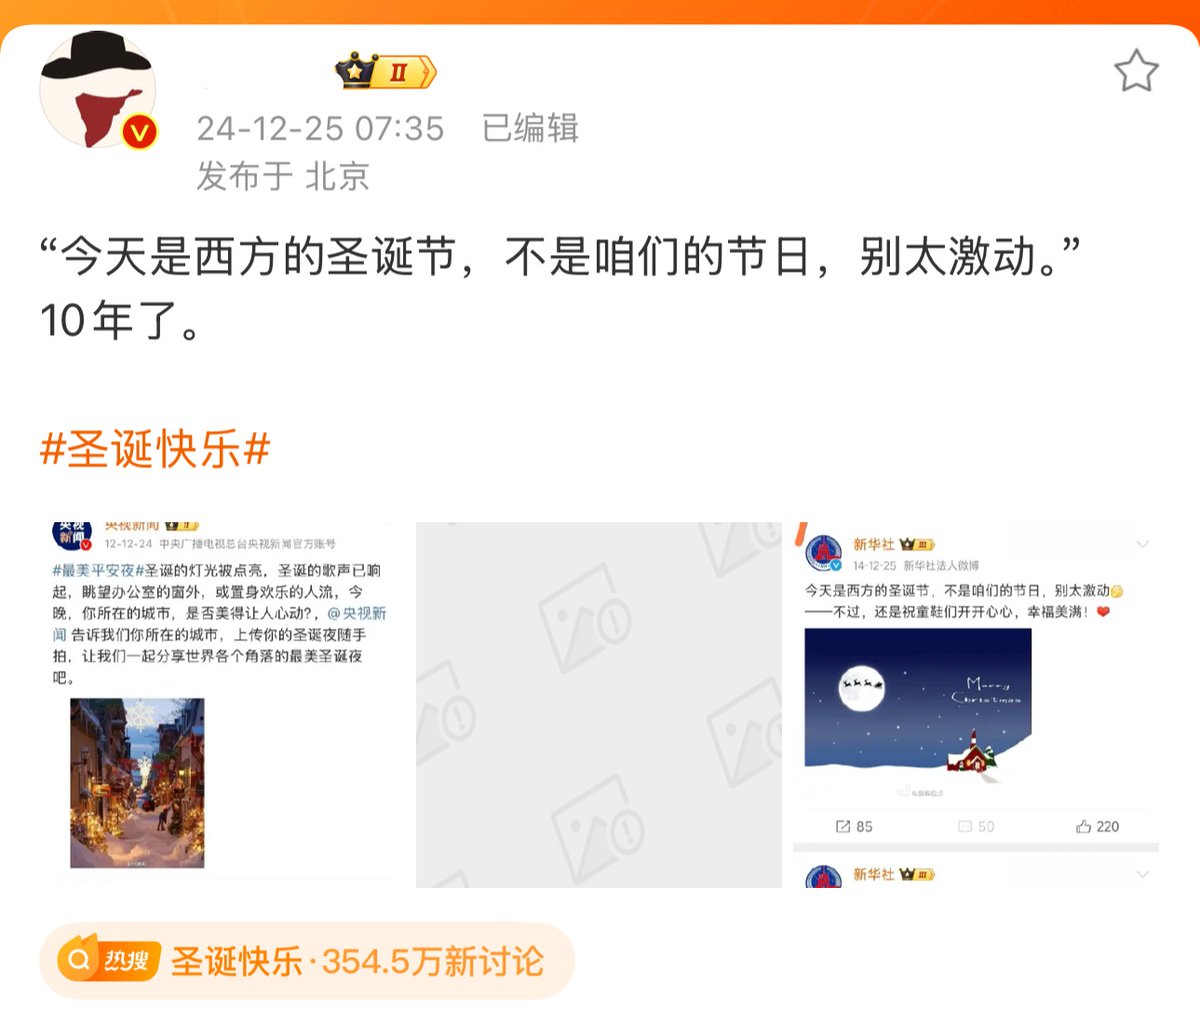 II
24-12-25 07:35 已编辑
发布于 北京
“今天是西方的圣诞节，不是咱们的节日，别太激动。”
10年了。
#圣诞快乐#
央视新闻 II
12-12-24 中央广播电视总台央视新闻官方账号
#最美平安夜#圣诞的灯光被点亮，圣诞的歌声已响
起，眺望办公室的窗外，或置身欢乐的人流，今
晚，你所在的城市，是否美得让人心动?，@央视新
闻 告诉我们你所在的城市，上传你的圣诞夜随手
拍，让我们一起分享世界各个角落的最美圣诞夜
吧。
新华社 III
14-12-25 新华社法人微博
今天是西方的圣诞节，不是咱们的节日，别太激动
——不过，还是祝童鞋们开开心心，幸福美满！
Merry
Christmas
85 50 220
新华社 III
热搜 圣诞快乐·354.5万新讨论